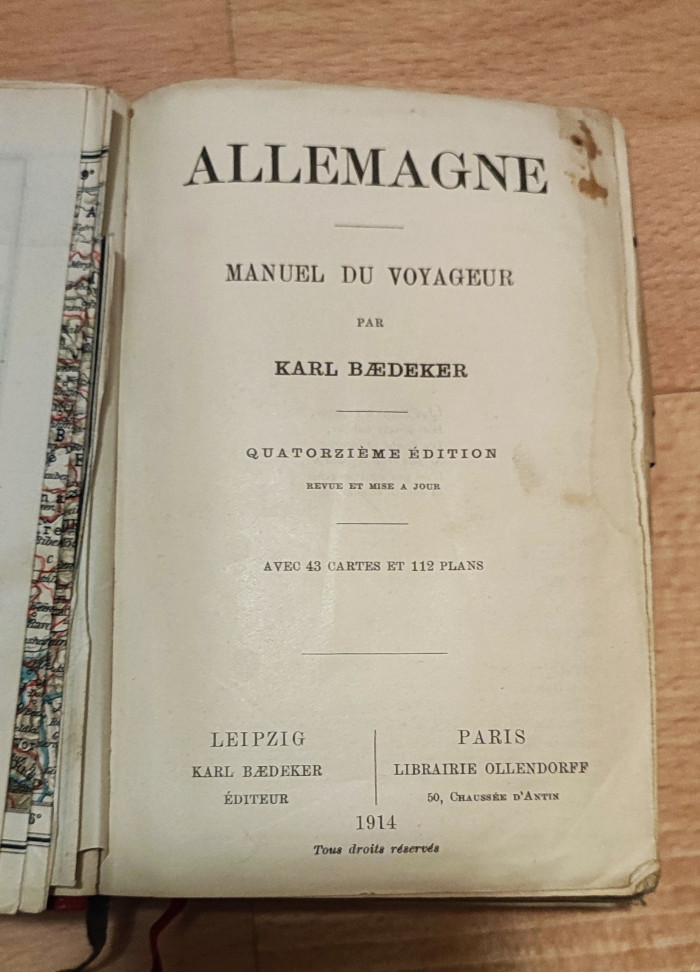 ALLEMAGNE
MANUEL DU VOYAGEUR
PAR
KARL BÆDEKER
QUATORZIÈME ÉDITION
REVUE ET MISE A JOUR
AVEC 43 CARTES ET 112 PLANS
LEIPZIG
KARL BÆDEKER
ÉDITEUR
PARIS
LIBRAIRIE OLLENDORFF
50, CHAUSSÉE D'ANTIN
1914
Tous droits réservés